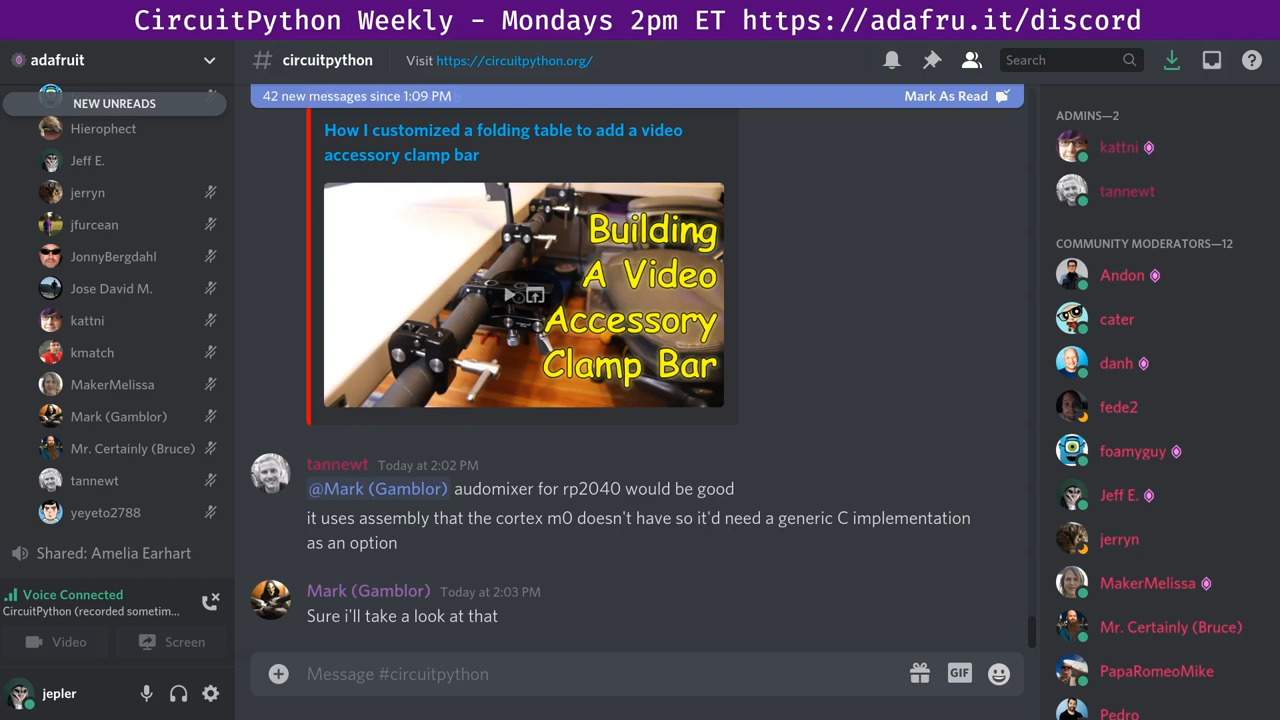 CircuitPython Weekly - Mondays 2pm ET https://adafru.it/discord
adafruit
NEW UNREADS
Hierophect
Jeff E.
jerryn
jfurcean
JonnyBergdahl
Jose David M.
kattni
kmatch
MakerMelissa
Mark (Gamblor)
Mr. Certainly (Bruce)
tannewt
yeyeto2788
Shared: Amelia Earhart
Voice Connected
CircuitPython (recorded sometim...
Video
Screen
jepler
# circuitpython
Visit https://circuitpython.org/
Search
42 new messages since 1:09 PM
Mark As Read
How I customized a folding table to add a video
accessory clamp bar
Building
A Video
Accessory
Clamp Bar
tannewt Today at 2:02 PM
@Mark (Gamblor) audomixer for rp2040 would be good
it uses assembly that the cortex m0 doesn't have so it'd need a generic C implementation
as an option
Mark (Gamblor) Today at 2:03 PM
Sure i'll take a look at that
Message #circuitpython
GIF
ADMINS—2
kattni
tannewt
COMMUNITY MODERATORS—12
Andon
cater
danh
fede2
foamyguy
Jeff E.
jerryn
MakerMelissa
Mr. Certainly (Bruce)
PapaRomeoMike
Pedro